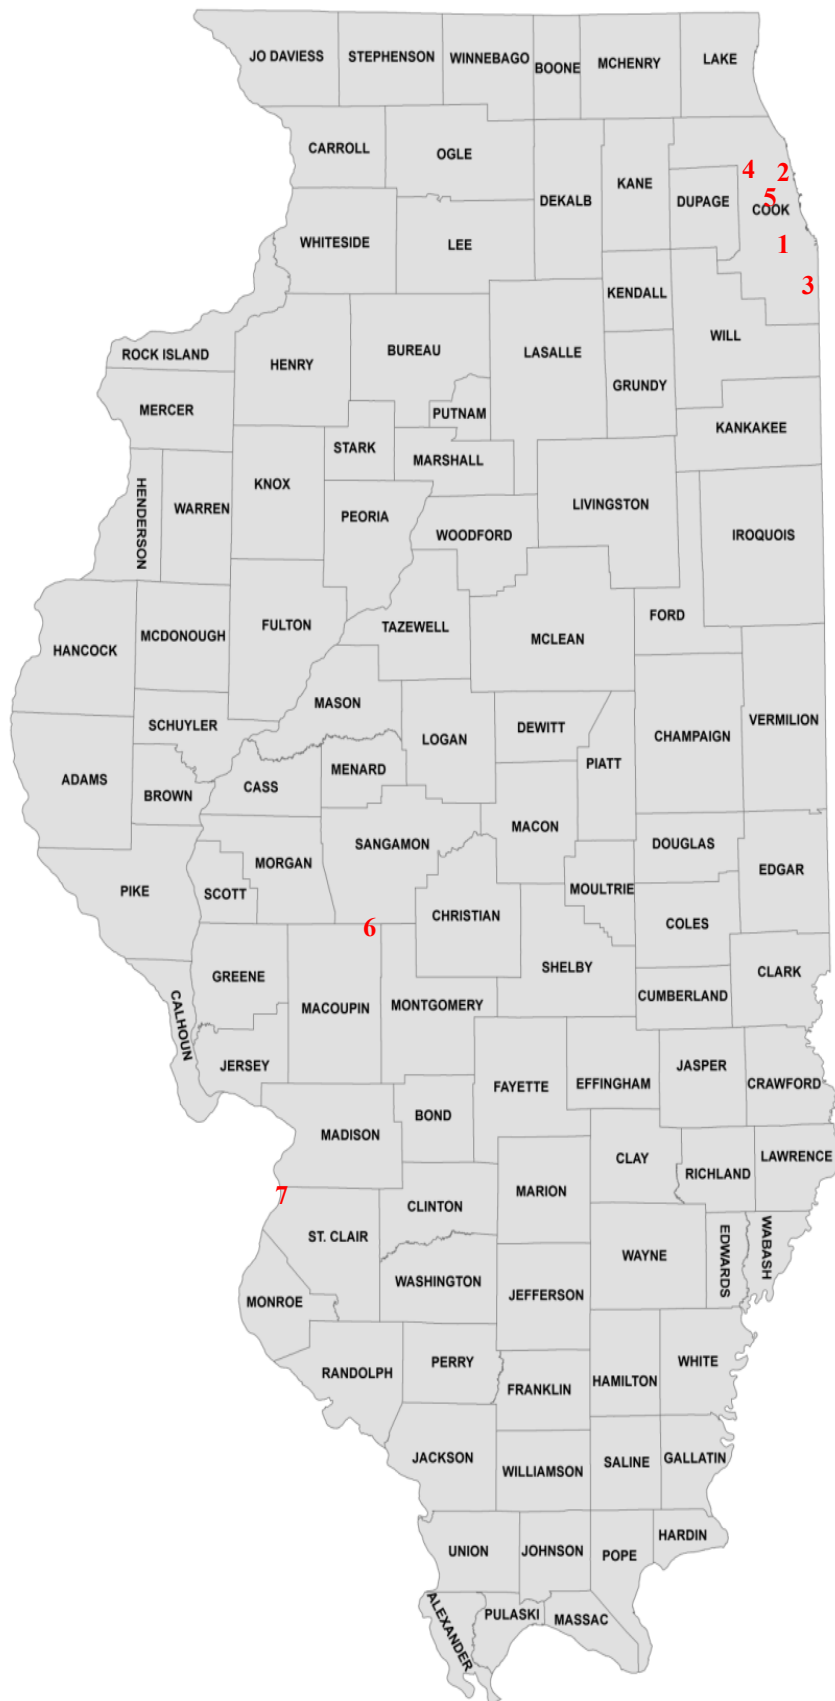 JO DAVIESS STEPHENSON WINNEBAGO BOONE MCHENRY LAKE
CARROLL OGLE DEKALB KANE DUPAGE 4 2
5
COOK
WHITESIDE LEE 1
KENDALL 3
ROCK ISLAND HENRY BUREAU LASALLE WILL
GRUNDY
MERCER PUTNAM KANKAKEE
STARK MARSHALL
HENDERSON WARREN KNOX PEORIA WOODFORD LIVINGSTON IROQUOIS
HANCOCK MCDONOUGH FULTON TAZEWELL MCLEAN FORD
SCHUYLER MASON LOGAN DEWITT CHAMPAIGN VERMILION
ADAMS BROWN CASS MENARD PIATT
MACON
PIKE SCOTT MORGAN SANGAMON MOULTRIE DOUGLAS EDGAR
6 CHRISTIAN COLES
GREENE SHELBY CLARK
CALHOUN MACOUPIN MONTGOMERY CUMBERLAND
JERSEY FAYETTE EFFINGHAM JASPER CRAWFORD
MADISON BOND
CLAY RICHLAND LAWRENCE
7 CLINTON MARION
ST. CLAIR WAYNE EDWARDS WABASH
MONROE WASHINGTON JEFFERSON
RANDOLPH PERRY FRANKLIN HAMILTON WHITE
JACKSON WILLIAMSON SALINE GALLATIN
UNION JOHNSON POPE HARDIN
ALEXANDER PULASKI MASSAC